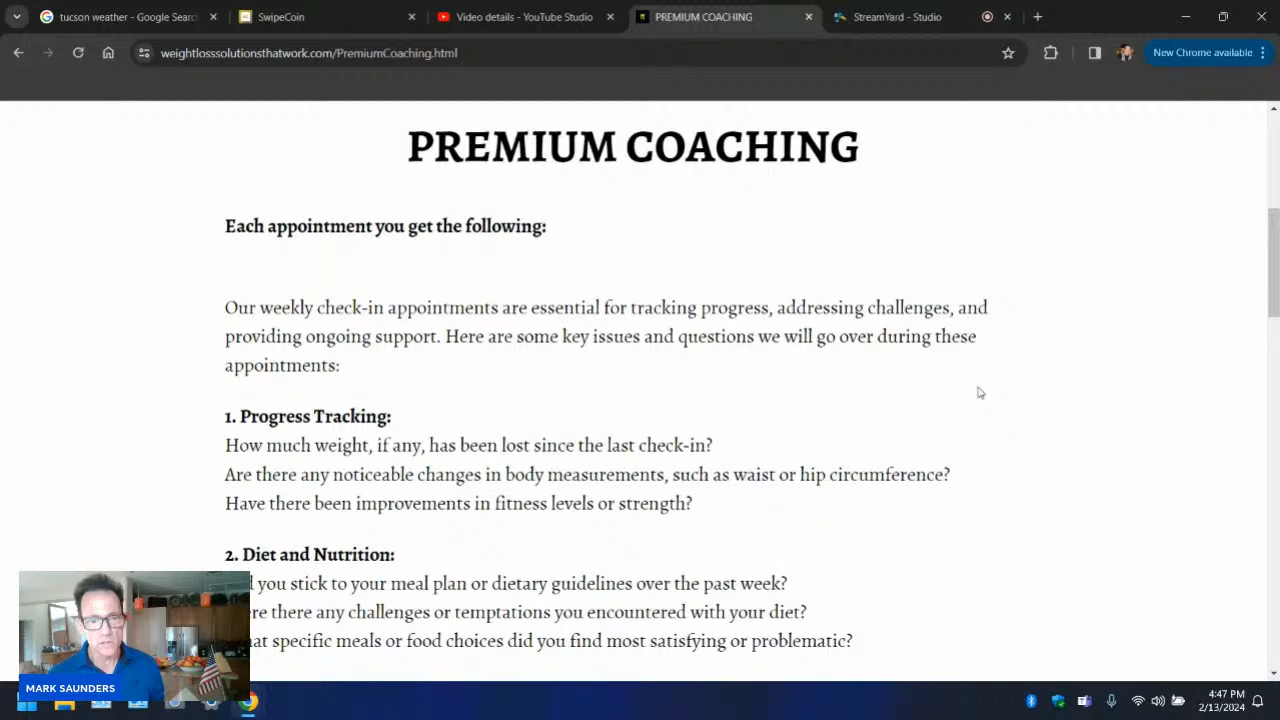 tucson weather - Google Searc
SwipeCoin
Video details - YouTube Studio
PREMIUM COACHING
StreamYard - Studio
weightlosssolutionsthatwork.com/PremiumCoaching.html
New Chrome available
PREMIUM COACHING
Each appointment you get the following:
Our weekly check-in appointments are essential for tracking progress, addressing challenges, and
providing ongoing support. Here are some key issues and questions we will go over during these
appointments:
1. Progress Tracking:
How much weight, if any, has been lost since the last check-in?
Are there any noticeable changes in body measurements, such as waist or hip circumference?
Have there been improvements in fitness levels or strength?
2. Diet and Nutrition:
you stick to your meal plan or dietary guidelines over the past week?
there any challenges or temptations you encountered with your diet?
specific meals or food choices did you find most satisfying or problematic?
MARK SAUNDERS
4:47 PM
2/13/2024